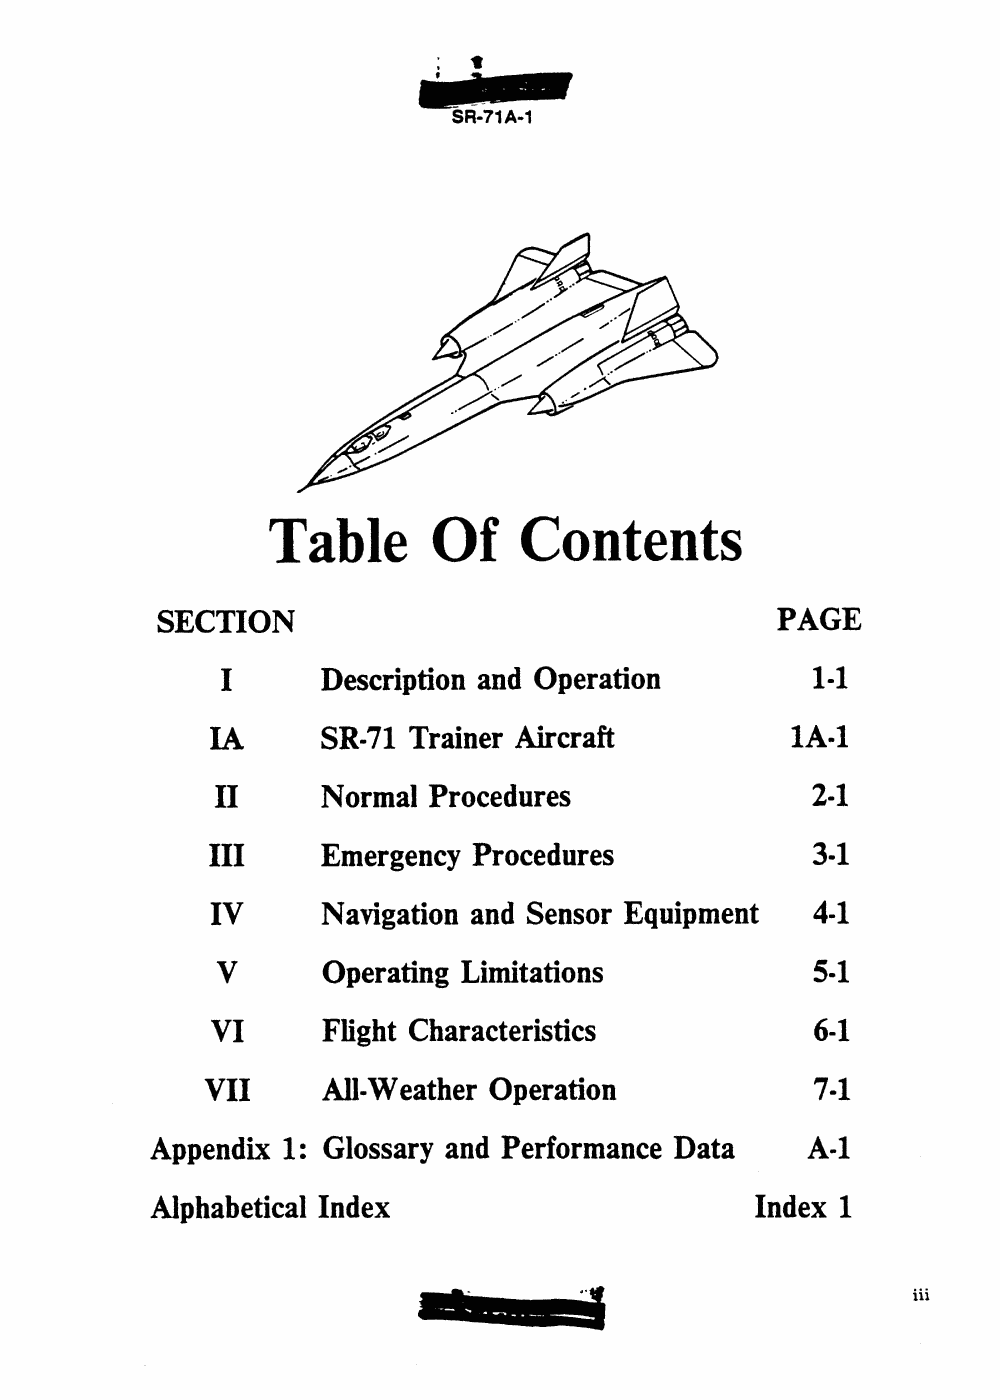 SR-71A-1
Table Of Contents
SECTION PAGE
I Description and Operation 1-1
IA SR-71 Trainer Aircraft 1A-1
II Normal Procedures 2-1
III Emergency Procedures 3-1
IV Navigation and Sensor Equipment 4-1
V Operating Limitations 5-1
VI Flight Characteristics 6-1
VII All-Weather Operation 7-1
Appendix 1: Glossary and Performance Data A-1
Alphabetical Index Index 1
iii